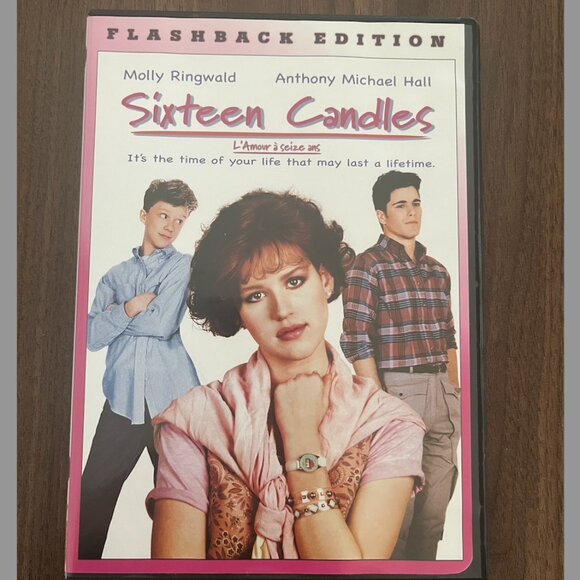 FLASHBACK EDITION
Molly Ringwald Anthony Michael Hall
Sixteen Candles
L'Amour à seize ans
It's the time of your life that may last a lifetime.